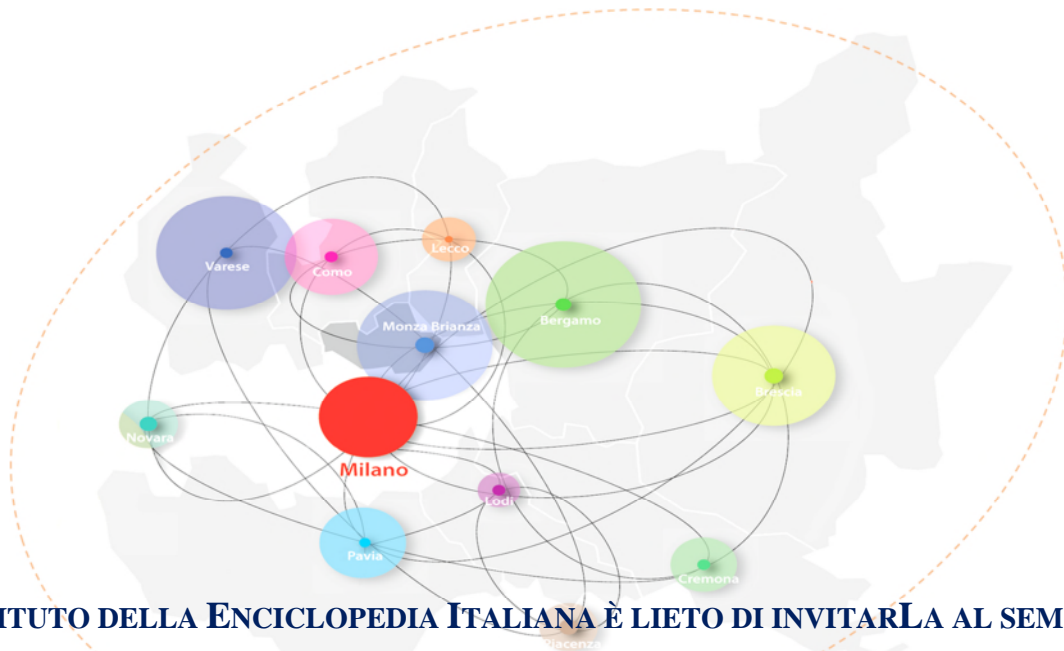 Lecco
Varese
Como
Bergamo
Monza Brianza
Brescia
Novara
Milano
Lodi
Pavia
Cremona
ITUTO DELLA ENCICLOPEDIA ITALIANA È LIETO DI INVITARLA AL SEM
Piacenza